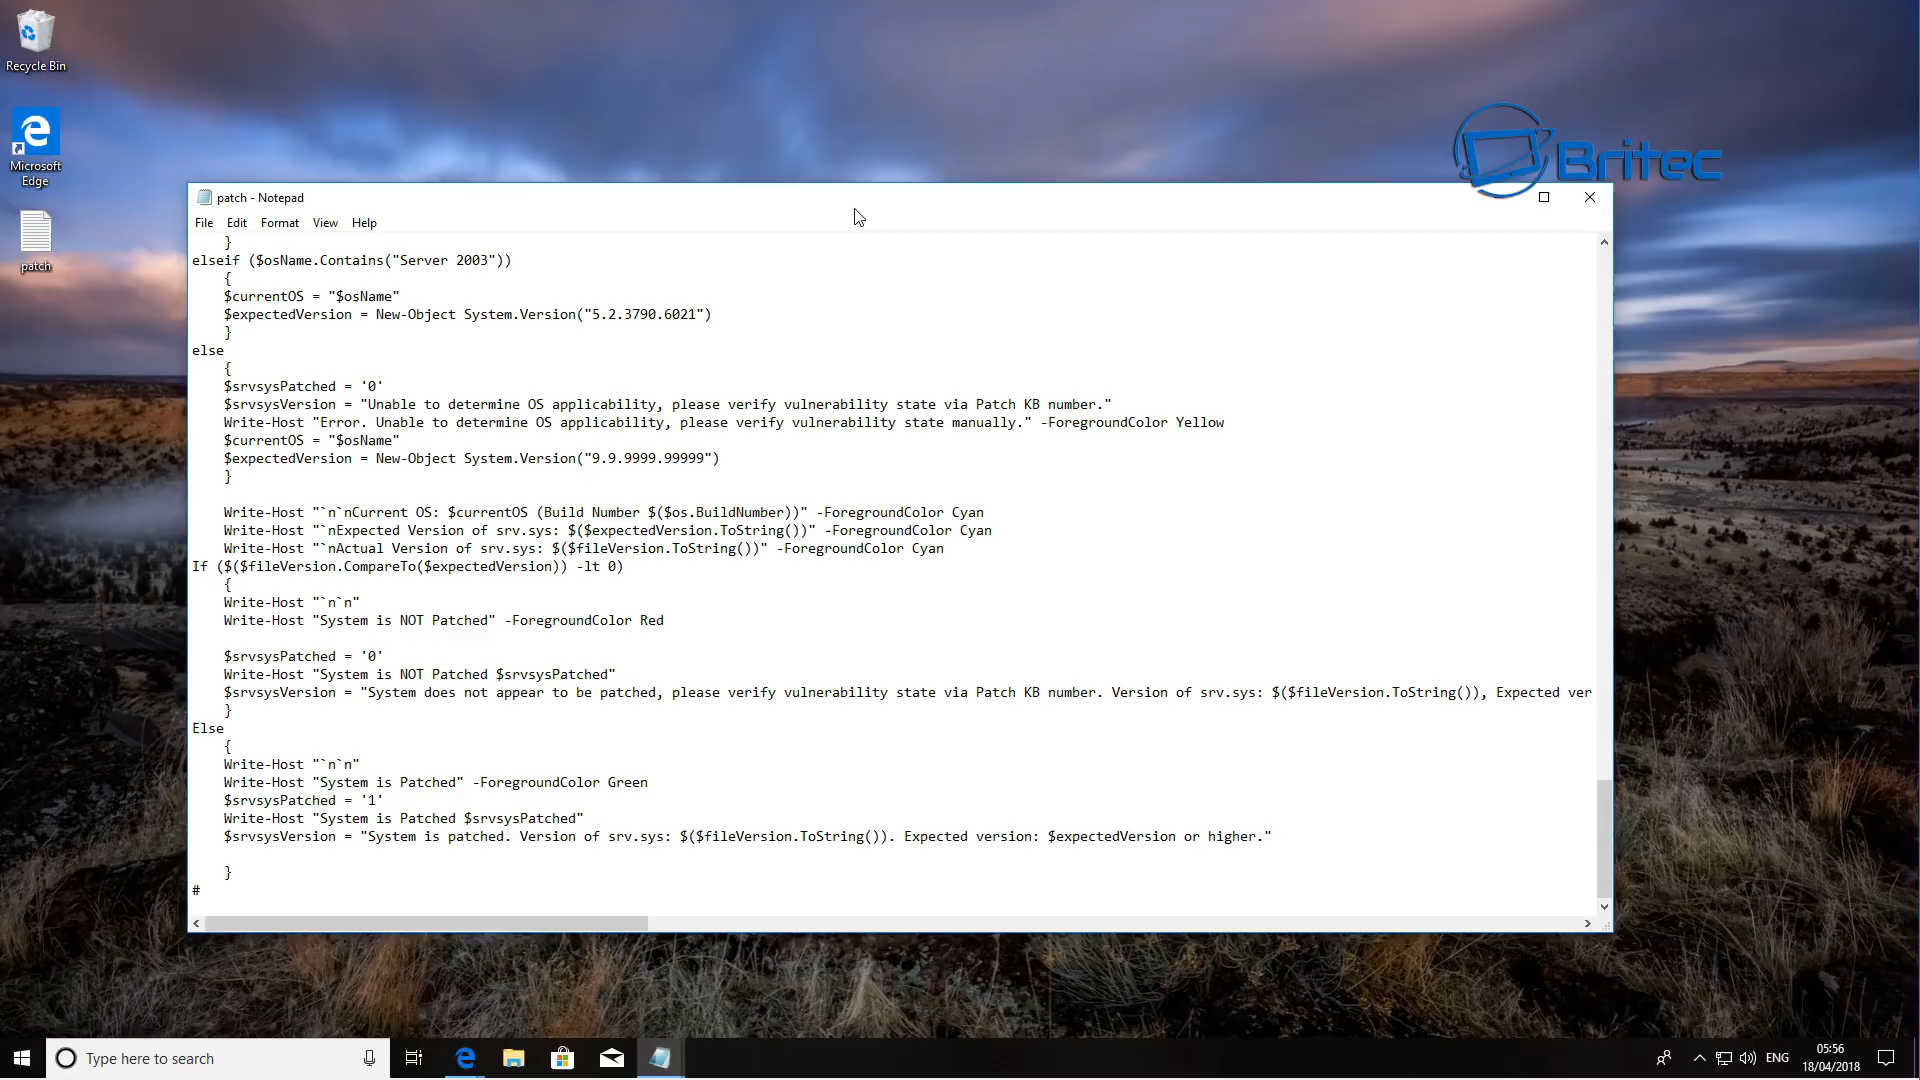 Recycle Bin
Microsoft
Edge
patch
Britec
patch - Notepad
File Edit Format View Help
}
elseif ($osName.Contains("Server 2003"))
{
$currentOS = "$osName"
$expectedVersion = New-Object System.Version("5.2.3790.6021")
}
else
{
$srvsysPatched = '0'
$srvsysVersion = "Unable to determine OS applicability, please verify vulnerability state via Patch KB number."
Write-Host "Error. Unable to determine OS applicability, please verify vulnerability state manually." -ForegroundColor Yellow
$currentOS = "$osName"
$expectedVersion = New-Object System.Version("9.9.9999.99999")
}
Write-Host "`n`nCurrent OS: $currentOS (Build Number $($os.BuildNumber))" -ForegroundColor Cyan
Write-Host "`nExpected Version of srv.sys: $($expectedVersion.ToString())" -ForegroundColor Cyan
Write-Host "`nActual Version of srv.sys: $($fileVersion.ToString())" -ForegroundColor Cyan
If ($($fileVersion.CompareTo($expectedVersion)) -lt 0)
{
Write-Host "`n`n"
Write-Host "System is NOT Patched" -ForegroundColor Red
$srvsysPatched = '0'
Write-Host "System is NOT Patched $srvsysPatched"
$srvsysVersion = "System does not appear to be patched, please verify vulnerability state via Patch KB number. Version of srv.sys: $($fileVersion.ToString()), Expected ver
}
Else
{
Write-Host "`n`n"
Write-Host "System is Patched" -ForegroundColor Green
$srvsysPatched = '1'
Write-Host "System is Patched $srvsysPatched"
$srvsysVersion = "System is patched. Version of srv.sys: $($fileVersion.ToString()). Expected version: $expectedVersion or higher."
}
#
Type here to search
ENG
05:56
18/04/2018